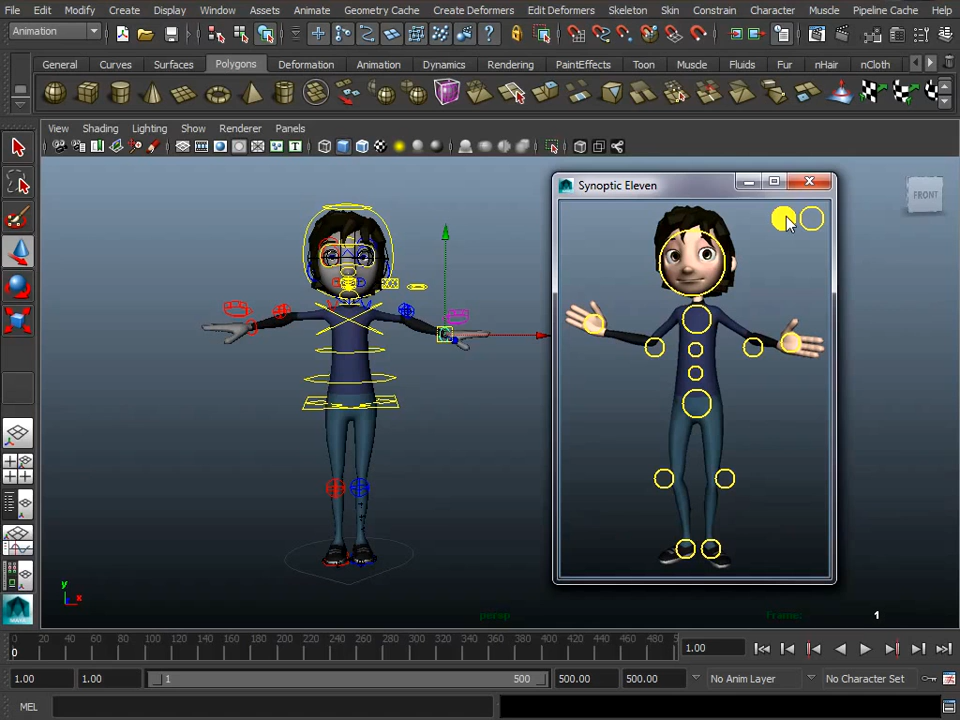 File Edit Modify Create Display Window Assets Animate Geometry Cache Create Deformers Edit Deformers Skeleton Skin Constrain Character Muscle Pipeline Cache Help
Animation
General Curves Surfaces Polygons Deformation Animation Dynamics Rendering PaintEffects Toon Muscle Fluids Fur nHair nCloth
View Shading Lighting Show Renderer Panels
Synoptic Eleven
FRONT
y
x
persp
Frame:
1
0 20 40 60 80 100 120 140 160 180 200 220 240 260 280 300 320 340 360 380 400 420 440 460 480 5
0
1.00
1.00 1.00 1 500 500.00 500.00 No Anim Layer No Character Set
MEL